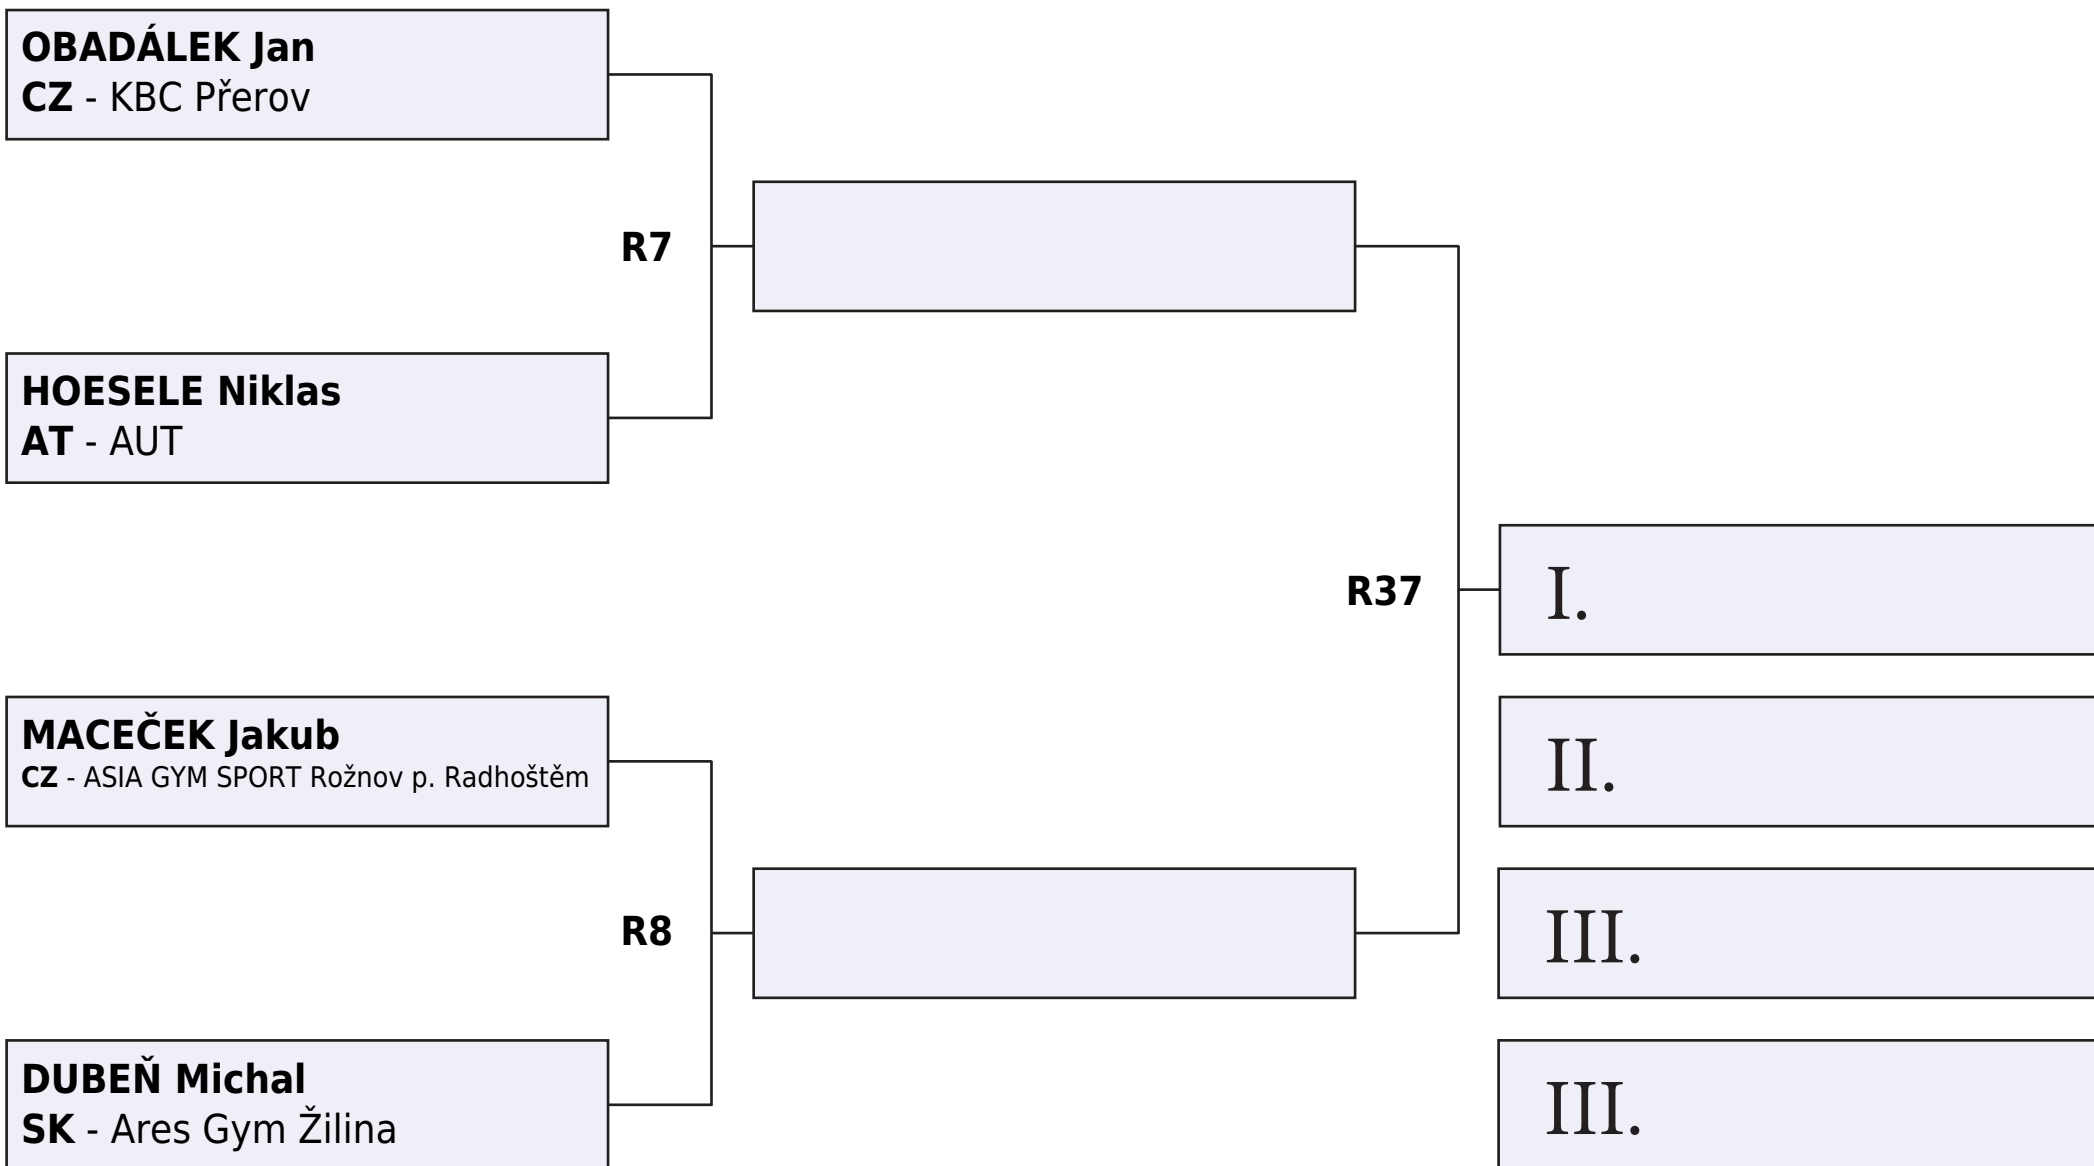 OBADÁLEK Jan
CZ - KBC Přerov
R7
HOESELE Niklas
AT - AUT
R37
I.
MACEČEK Jakub
CZ - ASIA GYM SPORT Rožnov p. Radhoštěm
II.
R8
III.
DUBEŇ Michal
SK - Ares Gym Žilina
III.